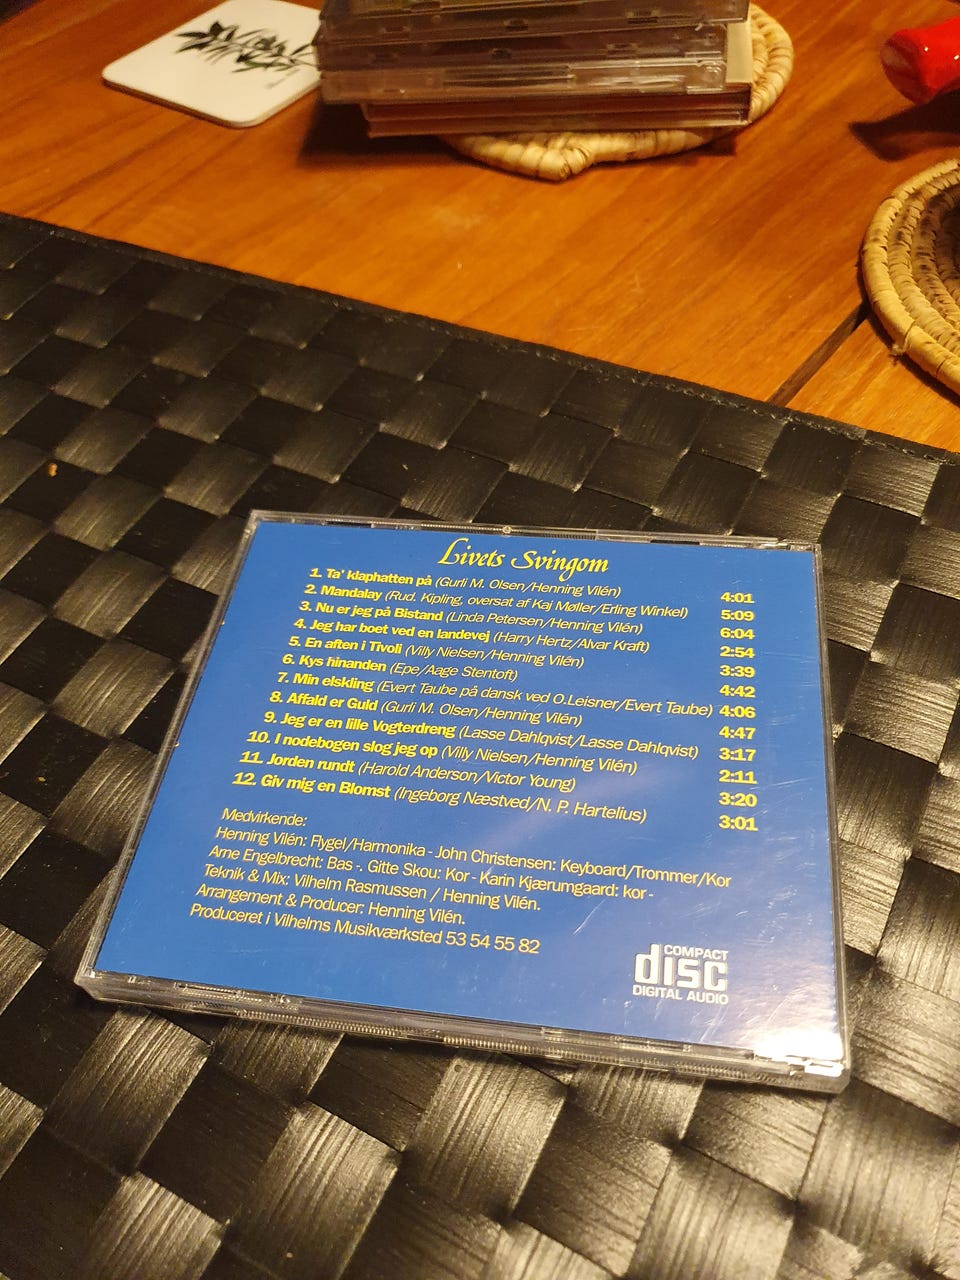 Livets Svingom
1. Ta' klaphatten på (Gurli M. Olsen/Henning Vilén) 4:01
2. Mandalay (Rud. Kipling, oversat af Kaj Møller/Erling Winkel) 5:09
3. Nu er jeg på Bistand (Linda Petersen/Henning Vilén) 6:04
4. Jeg har boet ved en landevej (Harry Hertz/Alvar Kraft) 2:54
5. En aften i Tivoli (Villy Nielsen/Henning Vilén) 3:39
6. Kys hinanden (Epe/Aage Stentoft) 4:42
7. Min elskling (Evert Taube på dansk ved O.Leisner/Evert Taube) 4:06
8. Affald er Guld (Gurli M. Olsen/Henning Vilén) 4:47
9. Jeg er en lille Vogterdreng (Lasse Dahlqvist/Lasse Dahlqvist) 3:17
10. I nodebogen slog jeg op (Villy Nielsen/Henning Vilén) 2:11
11. Jorden rundt (Harold Anderson/Victor Young) 3:20
12. Giv mig en Blomst (Ingeborg Næstved/N. P. Hartelius) 3:01
Medvirkende:
Henning Vilén: Flygel/Harmonika - John Christensen: Keyboard/Trommer/Kor
Arne Engelbrecht: Bas -. Gitte Skou: Kor - Karin Kjærumgaard: kor -
Teknik & Mix: Vilhelm Rasmussen / Henning Vilén.
Arrangement & Producer: Henning Vilén.
Produceret i Vilhelms Musikværksted 53 54 55 82
COMPACT
disc
DIGITAL AUDIO